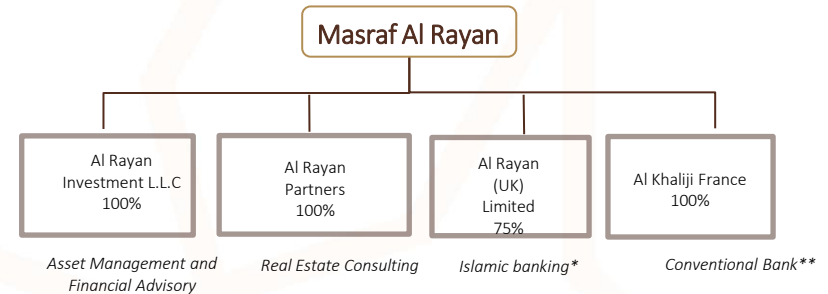 Masraf Al Rayan
Al Rayan
Investment L.L.C
100%
Al Rayan
Partners
100%
Al Rayan
(UK)
Limited
75%
Al Khaliji France
100%
Asset Management and
Financial Advisory
Real Estate Consulting
Islamic banking*
Conventional Bank**